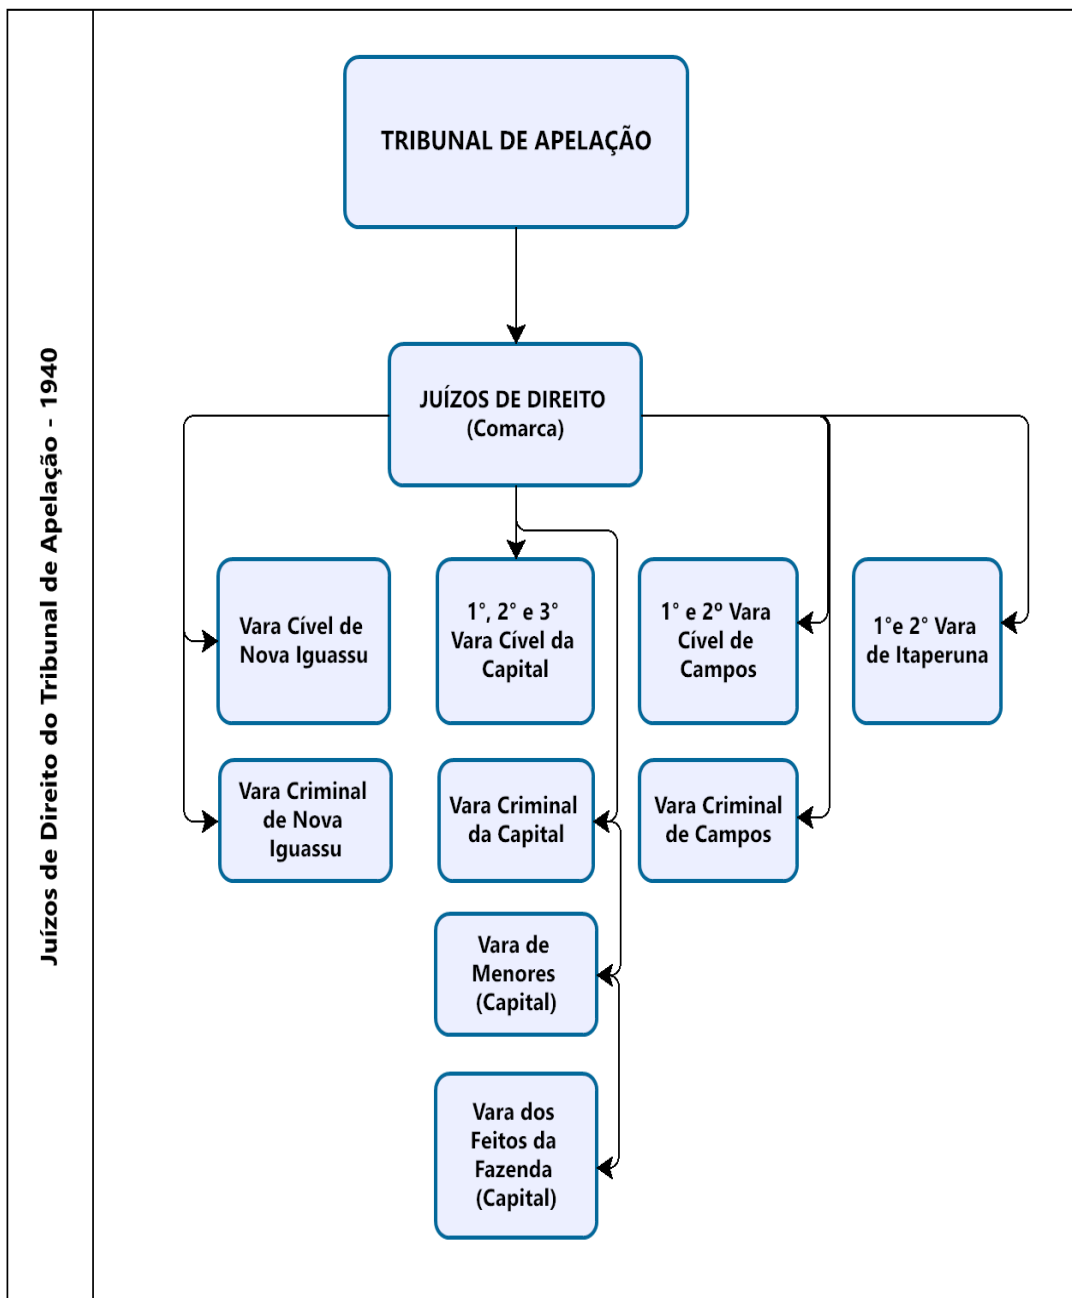 Juízos de Direito do Tribunal de Apelação - 1940
TRIBUNAL DE APELAÇÃO
JUÍZOS DE DIREITO
(Comarca)
Vara Cível de
Nova Iguassu
1°, 2° e 3°
Vara Cível da
Capital
1° e 2º Vara
Cível de
Campos
1°e 2° Vara
de Itaperuna
Vara Criminal
de Nova
Iguassu
Vara Criminal
da Capital
Vara Criminal
de Campos
Vara de
Menores
(Capital)
Vara dos
Feitos da
Fazenda
(Capital)